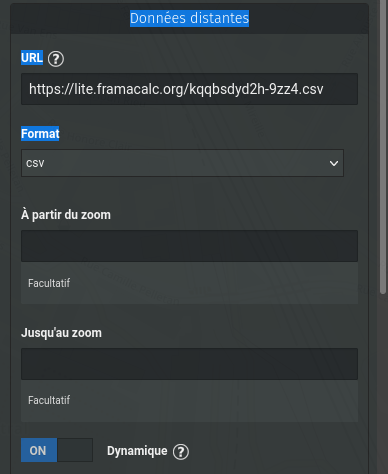 Données distantes
URL ?
https://lite.framacalc.org/kqqbsdyd2h-9zz4.csv
Format
csv
À partir du zoom
Facultatif
Jusqu'au zoom
Facultatif
ON Dynamique ?